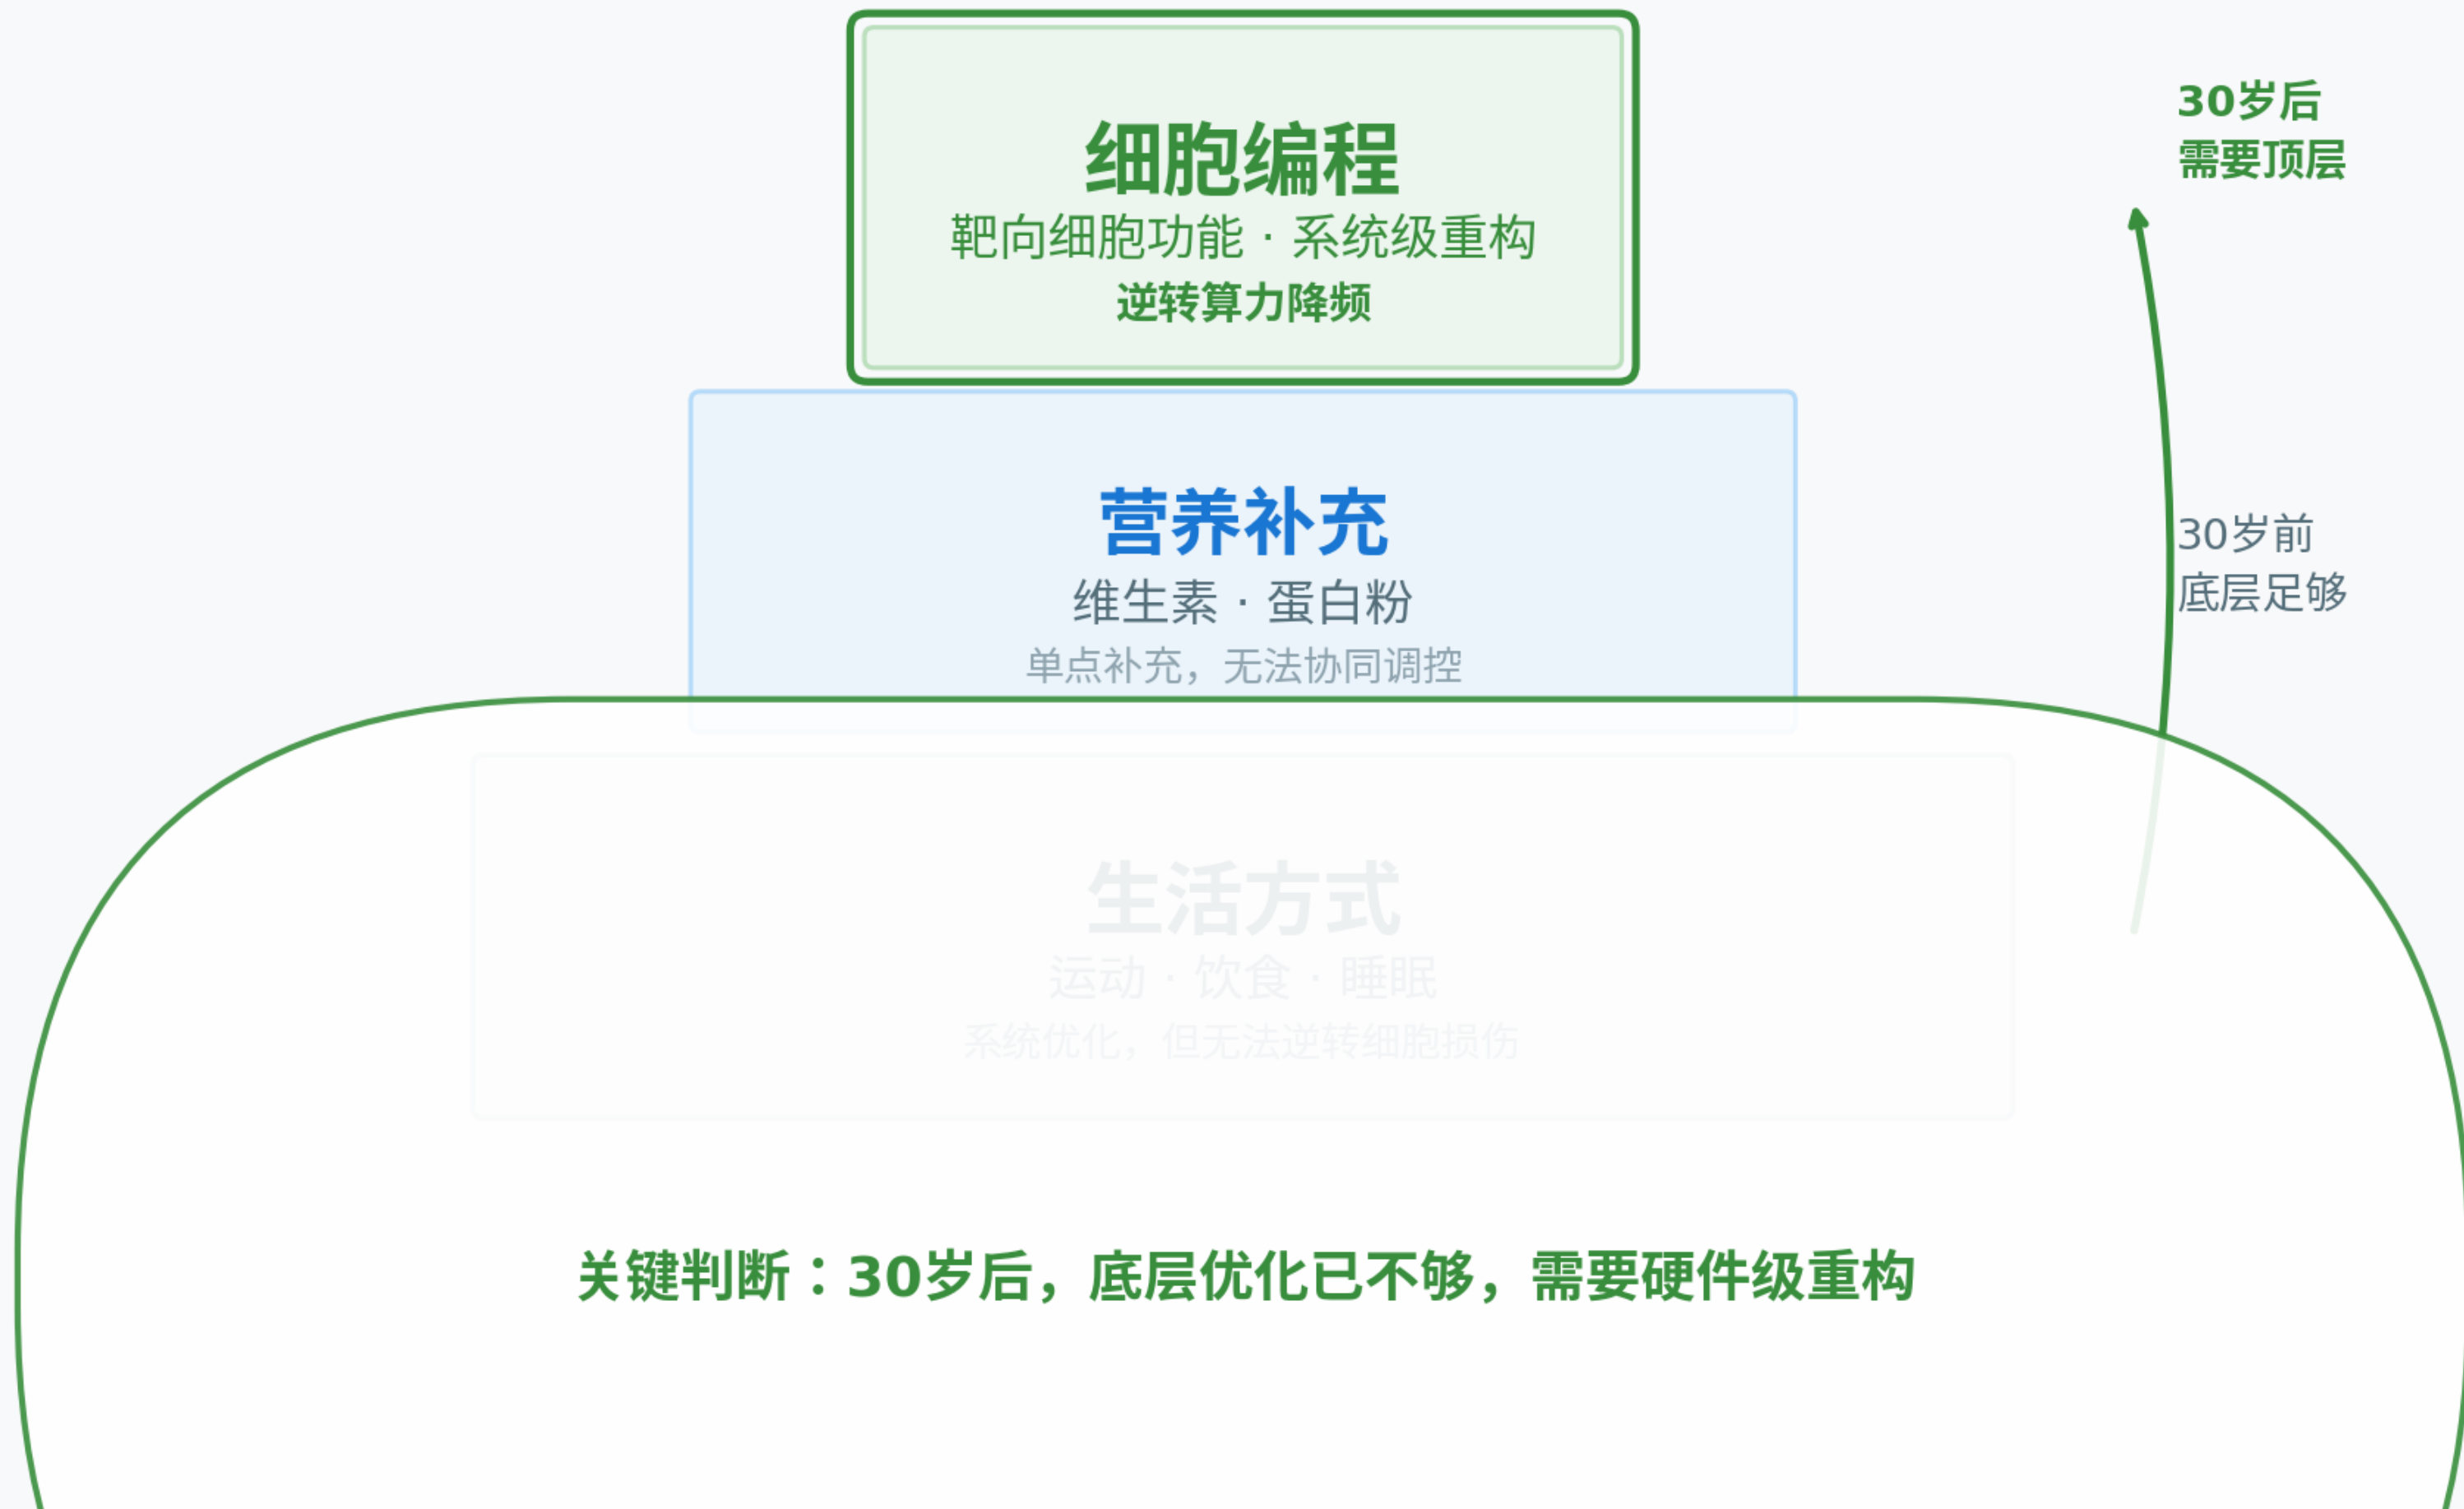 细胞编程
靶向细胞功能 · 系统级重构
逆转算力降频
30岁后
需要顶层
营养补充
维生素 · 蛋白粉
单点补充，无法协同调控
30岁前
底层足够
生活方式
运动 · 饮食 · 睡眠
系统优化，但无法逆转细胞损伤
关键判断：30岁后，底层优化已不够，需要硬件级重构